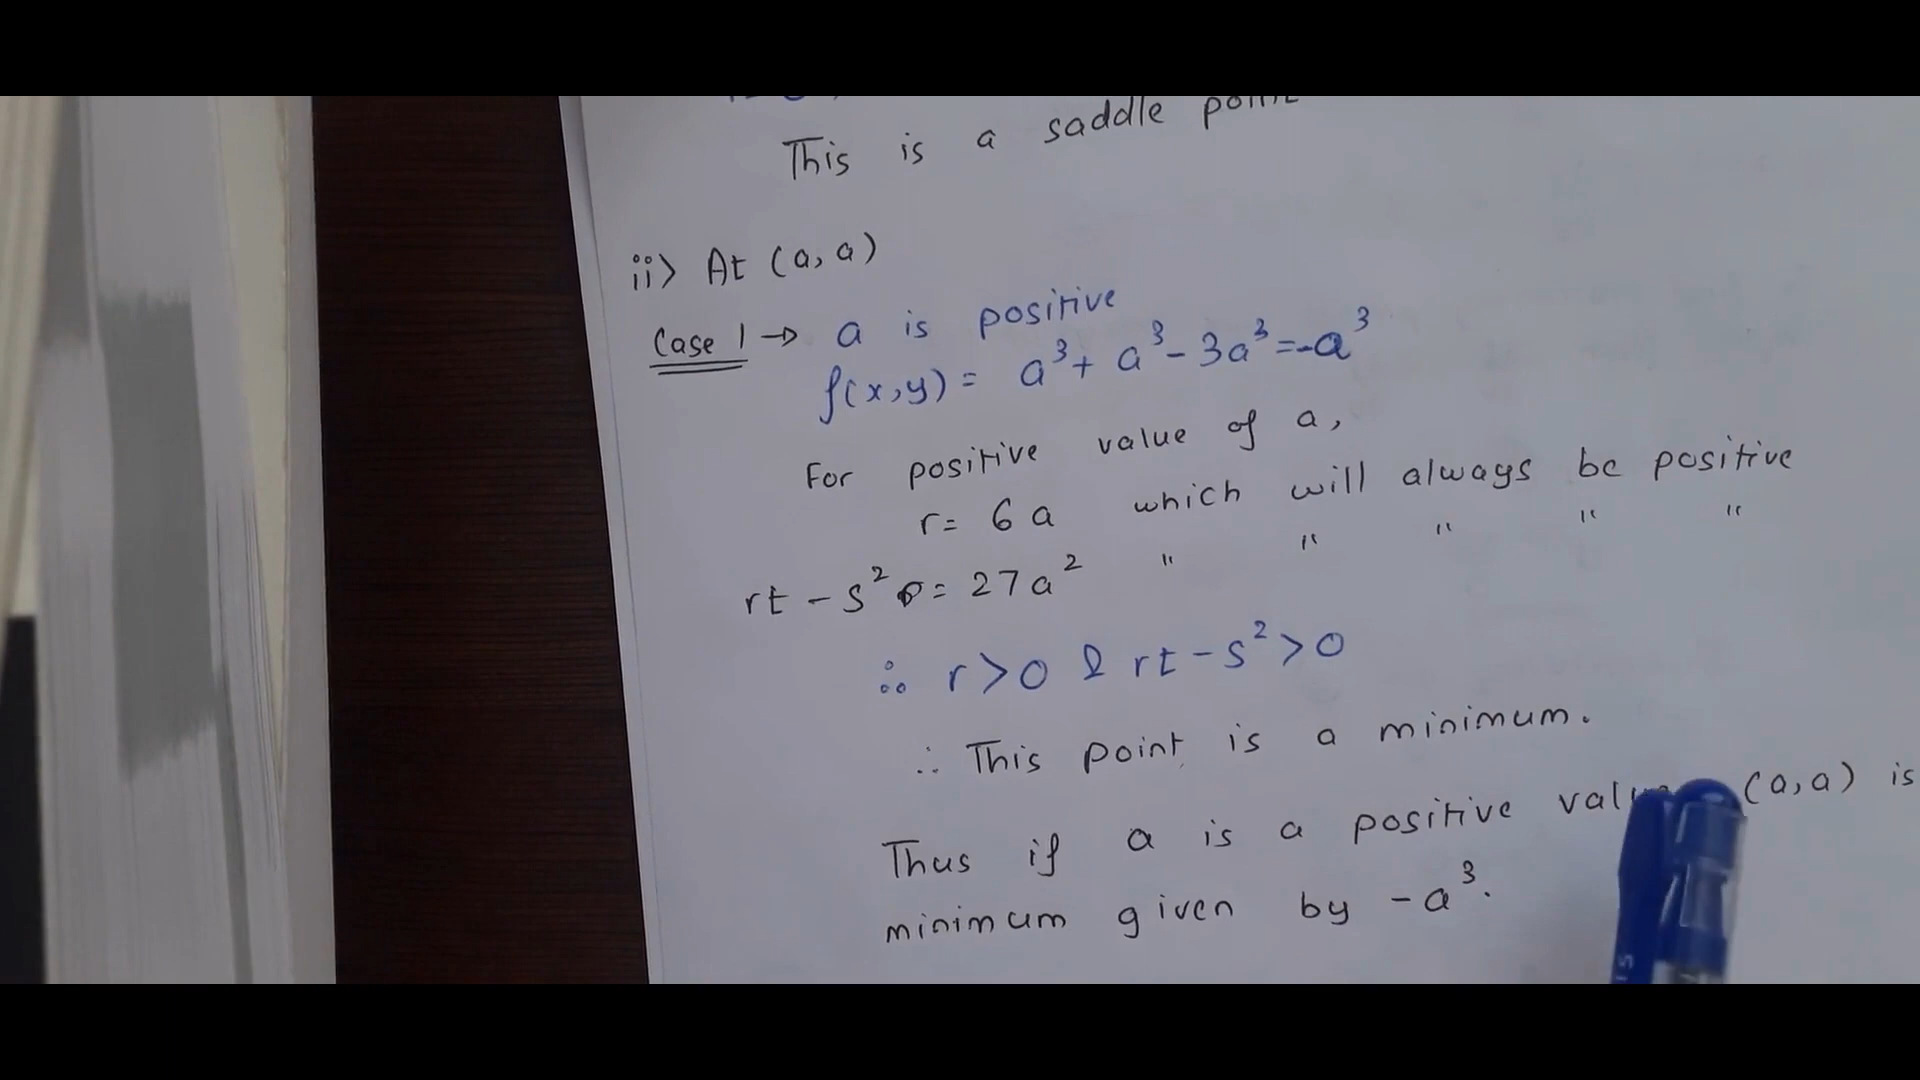 This is a saddle point
ii> At (a, a)
Case 1 → a is positive
f(x,y) = a³ + a³ - 3a³ = -a³
For positive value of a,
r = 6a which will always be positive
rt - s² = 27a² " " " " "
∴ r>0 & rt - s² > 0
∴ This point is a minimum.
Thus if a is a positive (a,a) is
minimum given by -a³.